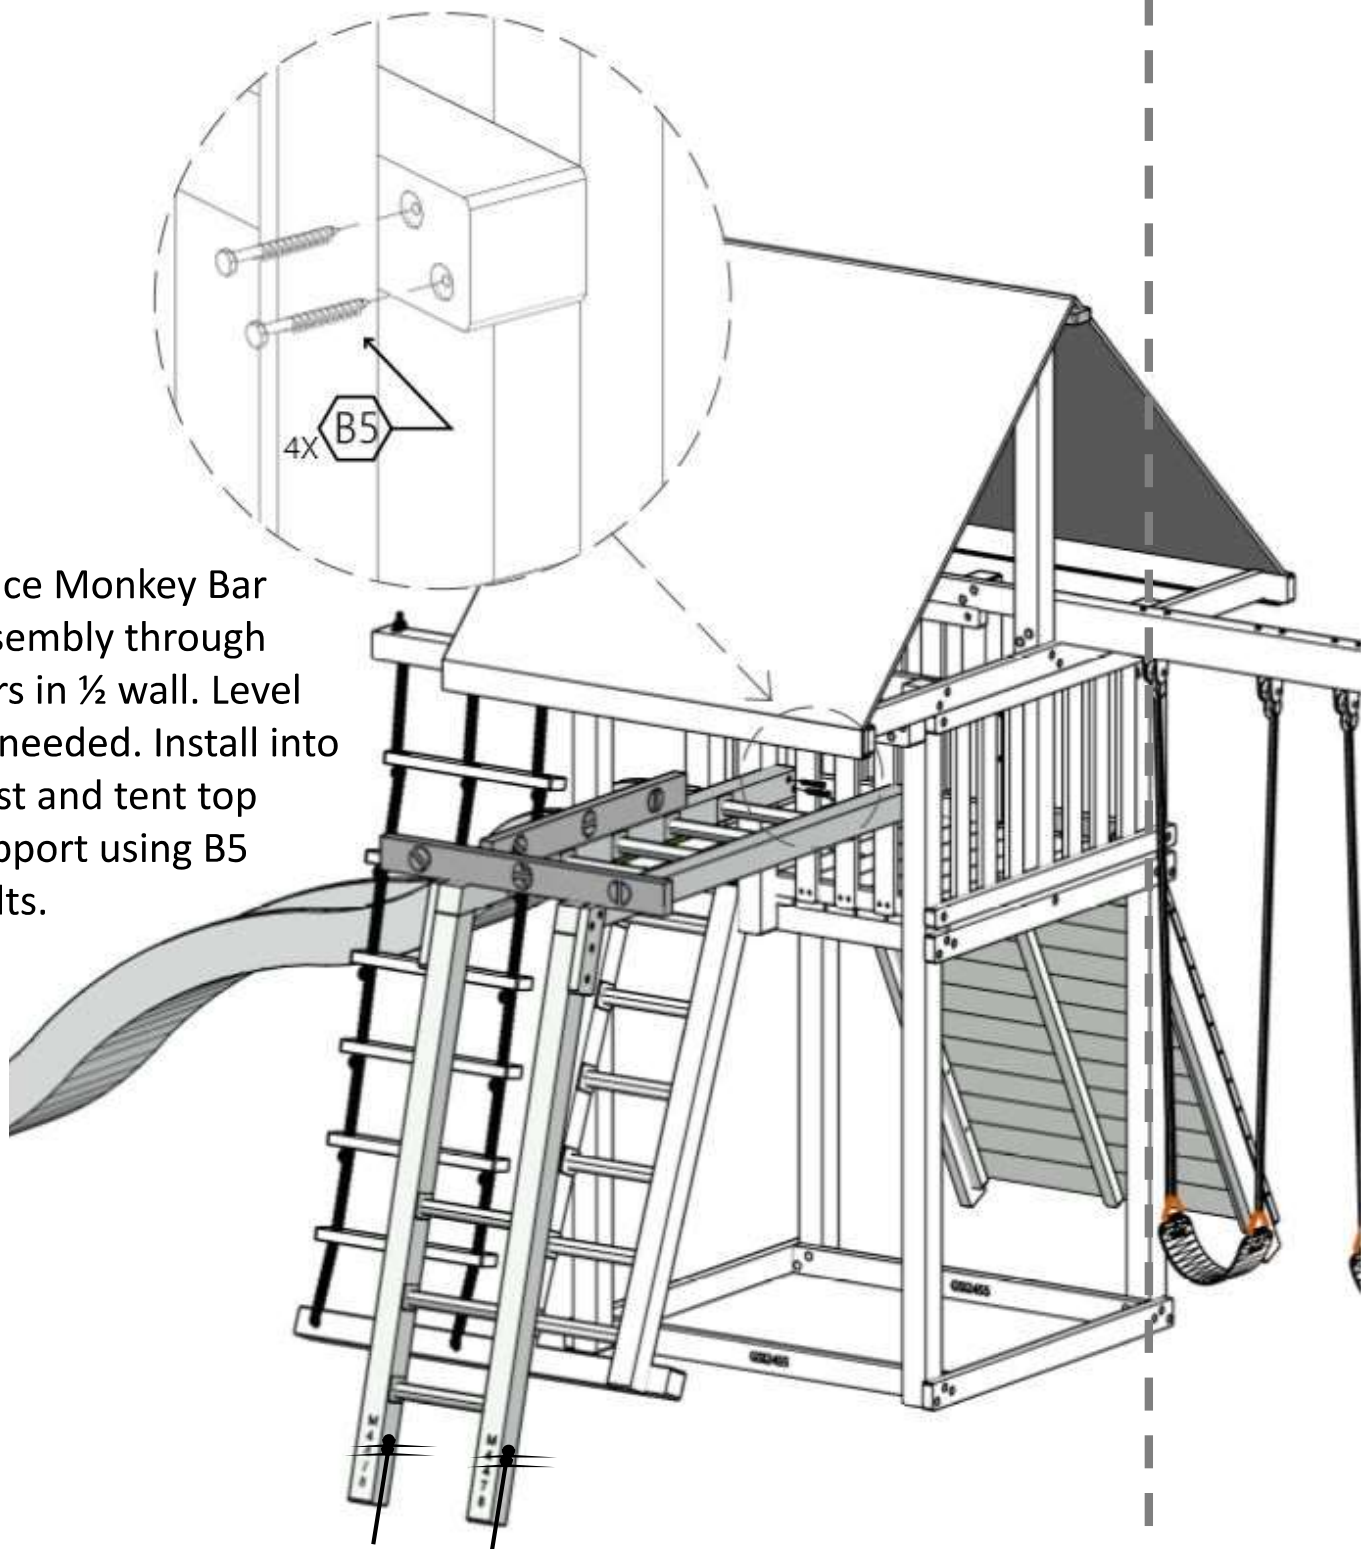 4X B5
ce Monkey Bar
sembly through
rs in ½ wall. Level
needed. Install into
st and tent top
pport using B5
lts.